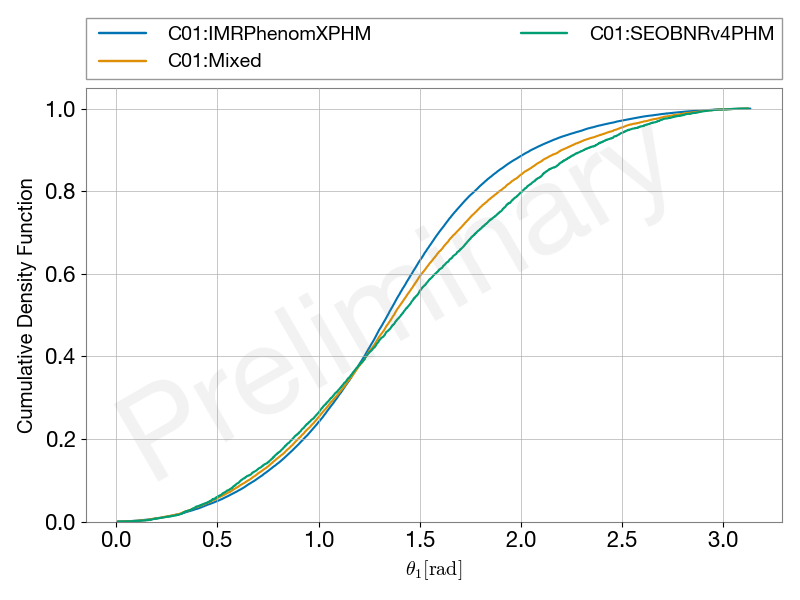 C01:IMRPhenomXPHM
C01:Mixed
C01:SEOBNRv4PHM
1.0
0.8
0.6
0.4
0.2
0.0
Cumulative Density Function
Preliminary
0.0 0.5 1.0 1.5 2.0 2.5 3.0
θ₁[rad]